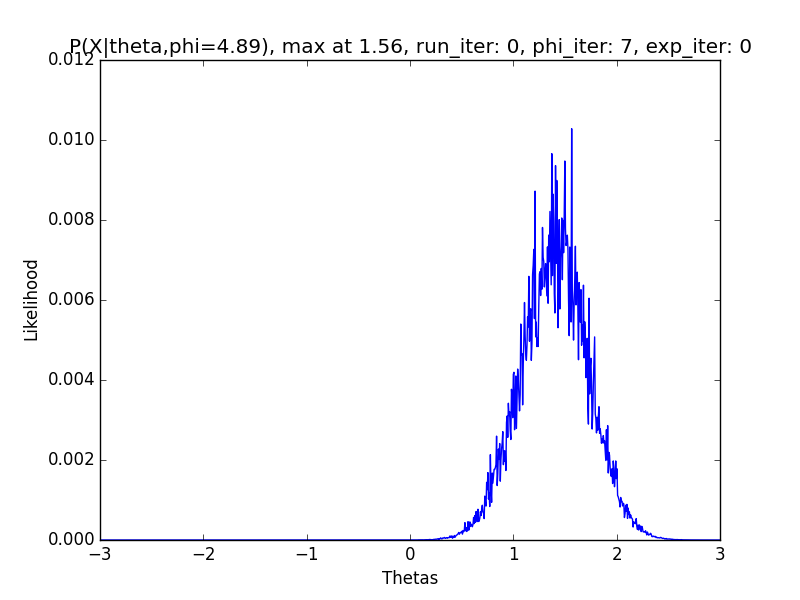 P(X|theta,phi=4.89), max at 1.56, run_iter: 0, phi_iter: 7, exp_iter: 0
0.012
0.010
0.008
0.006
0.004
0.002
0.000
Likelihood
−3 −2 −1 0 1 2 3
Thetas